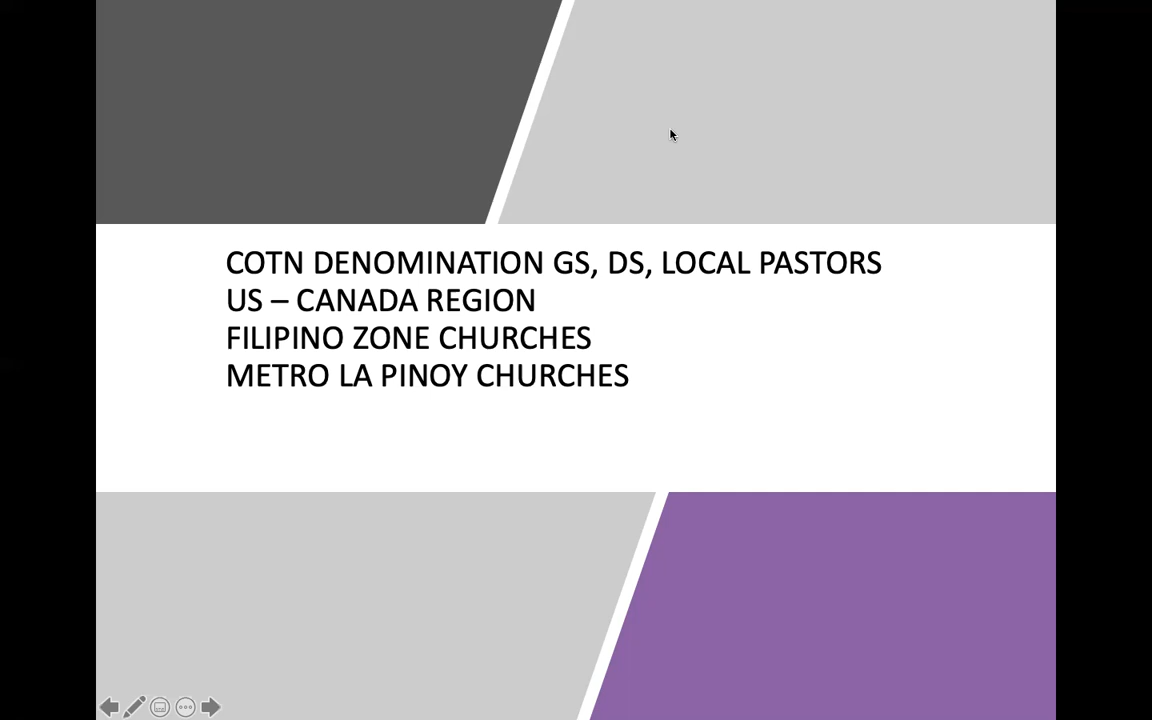 COTN DENOMINATION GS, DS, LOCAL PASTORS
US – CANADA REGION
FILIPINO ZONE CHURCHES
METRO LA PINOY CHURCHES